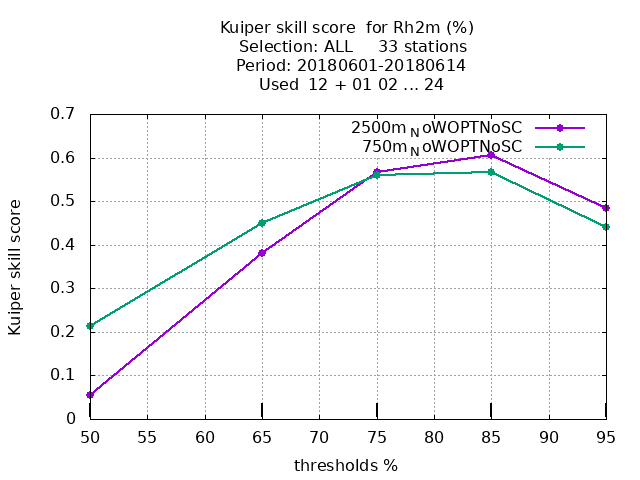 Kuiper skill score  for Rh2m (%)
Selection: ALL     33 stations
Period: 20180601-20180614
Used  12 + 01 02 ... 24
2500m_NoWOPTNoSC
750m_NoWOPTNoSC
0.7
0.6
0.5
0.4
0.3
0.2
0.1
0
Kuiper skill score
50 55 60 65 70 75 80 85 90 95
thresholds %